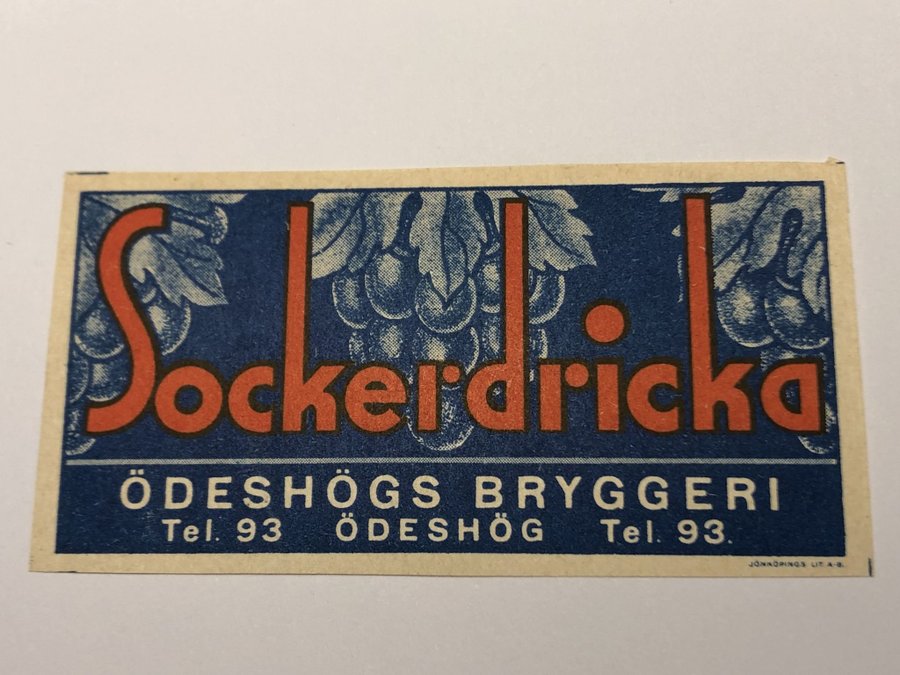 Sockerdricka
ÖDESHÖGS BRYGGERI
Tel. 93 ÖDESHÖG Tel. 93.
JÖNKÖPINGS LIT. A.-B.